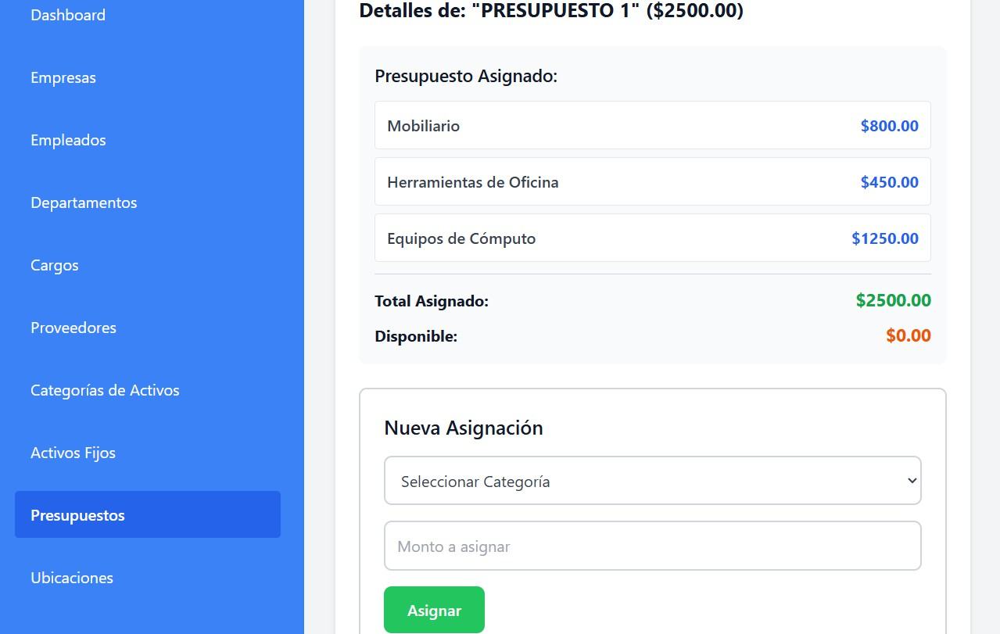 Dashboard
Empresas
Empleados
Departamentos
Cargos
Proveedores
Categorías de Activos
Activos Fijos
Presupuestos
Ubicaciones
Detalles de: "PRESUPUESTO 1" ($2500.00)
Presupuesto Asignado:
Mobiliario $800.00
Herramientas de Oficina $450.00
Equipos de Cómputo $1250.00
Total Asignado: $2500.00
Disponible: $0.00
Nueva Asignación
Seleccionar Categoría
Monto a asignar
Asignar